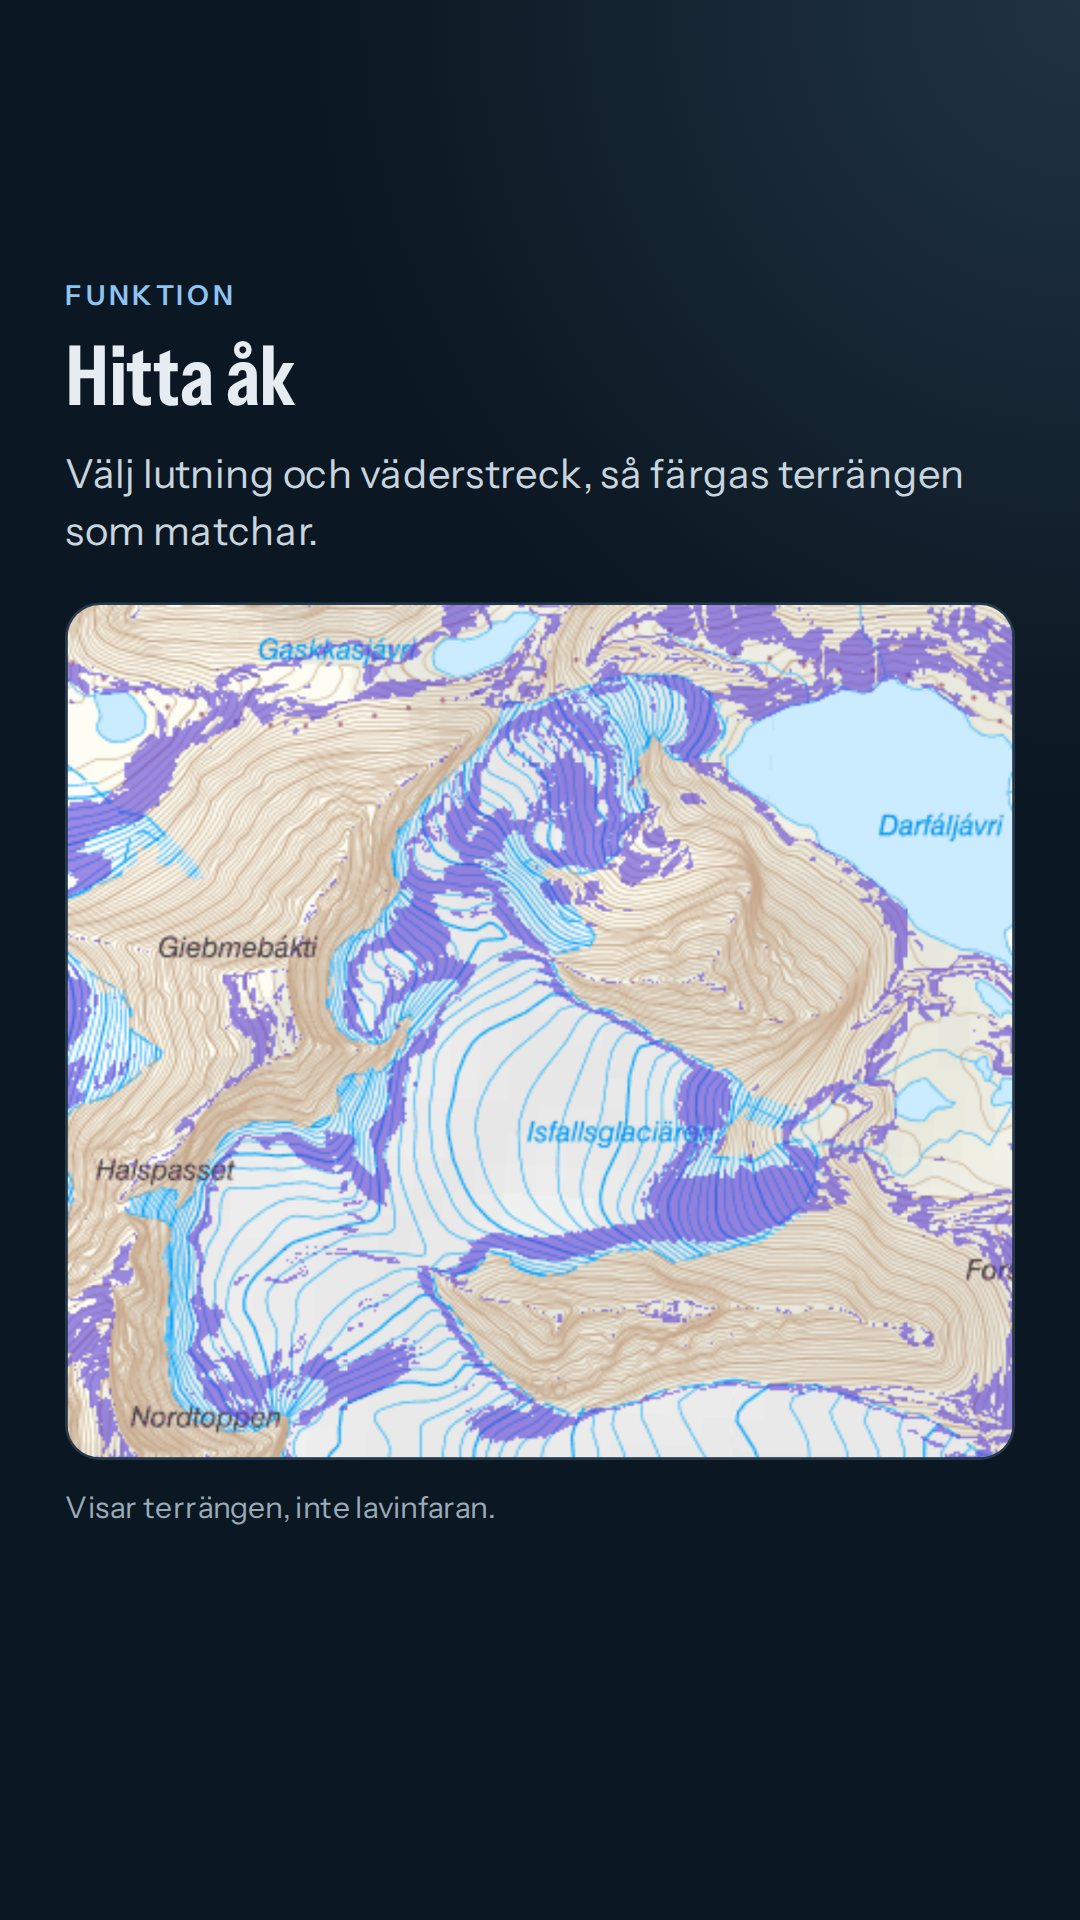 FUNKTION
Hitta åk
Välj lutning och väderstreck, så färgas terrängen
som matchar.
Gaskkasjávri
Darfáljávri
Giebmebákti
Isfallsglaciären
Halspasset
Fors
Nordtoppen
Visar terrängen, inte lavinfaran.